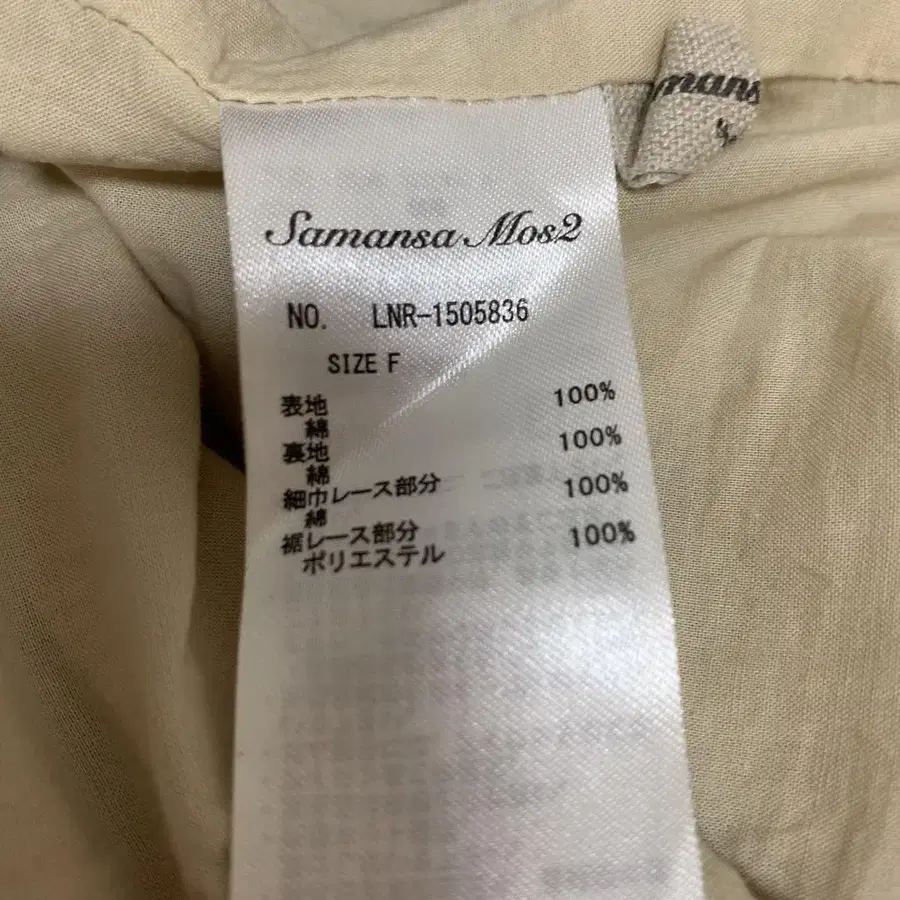 Samansa Mos2
NO. LNR-1505836
SIZE F
表地 100%
綿
裏地 100%
綿
細巾レース部分 100%
綿
裾レース部分 100%
ポリエステル
mans